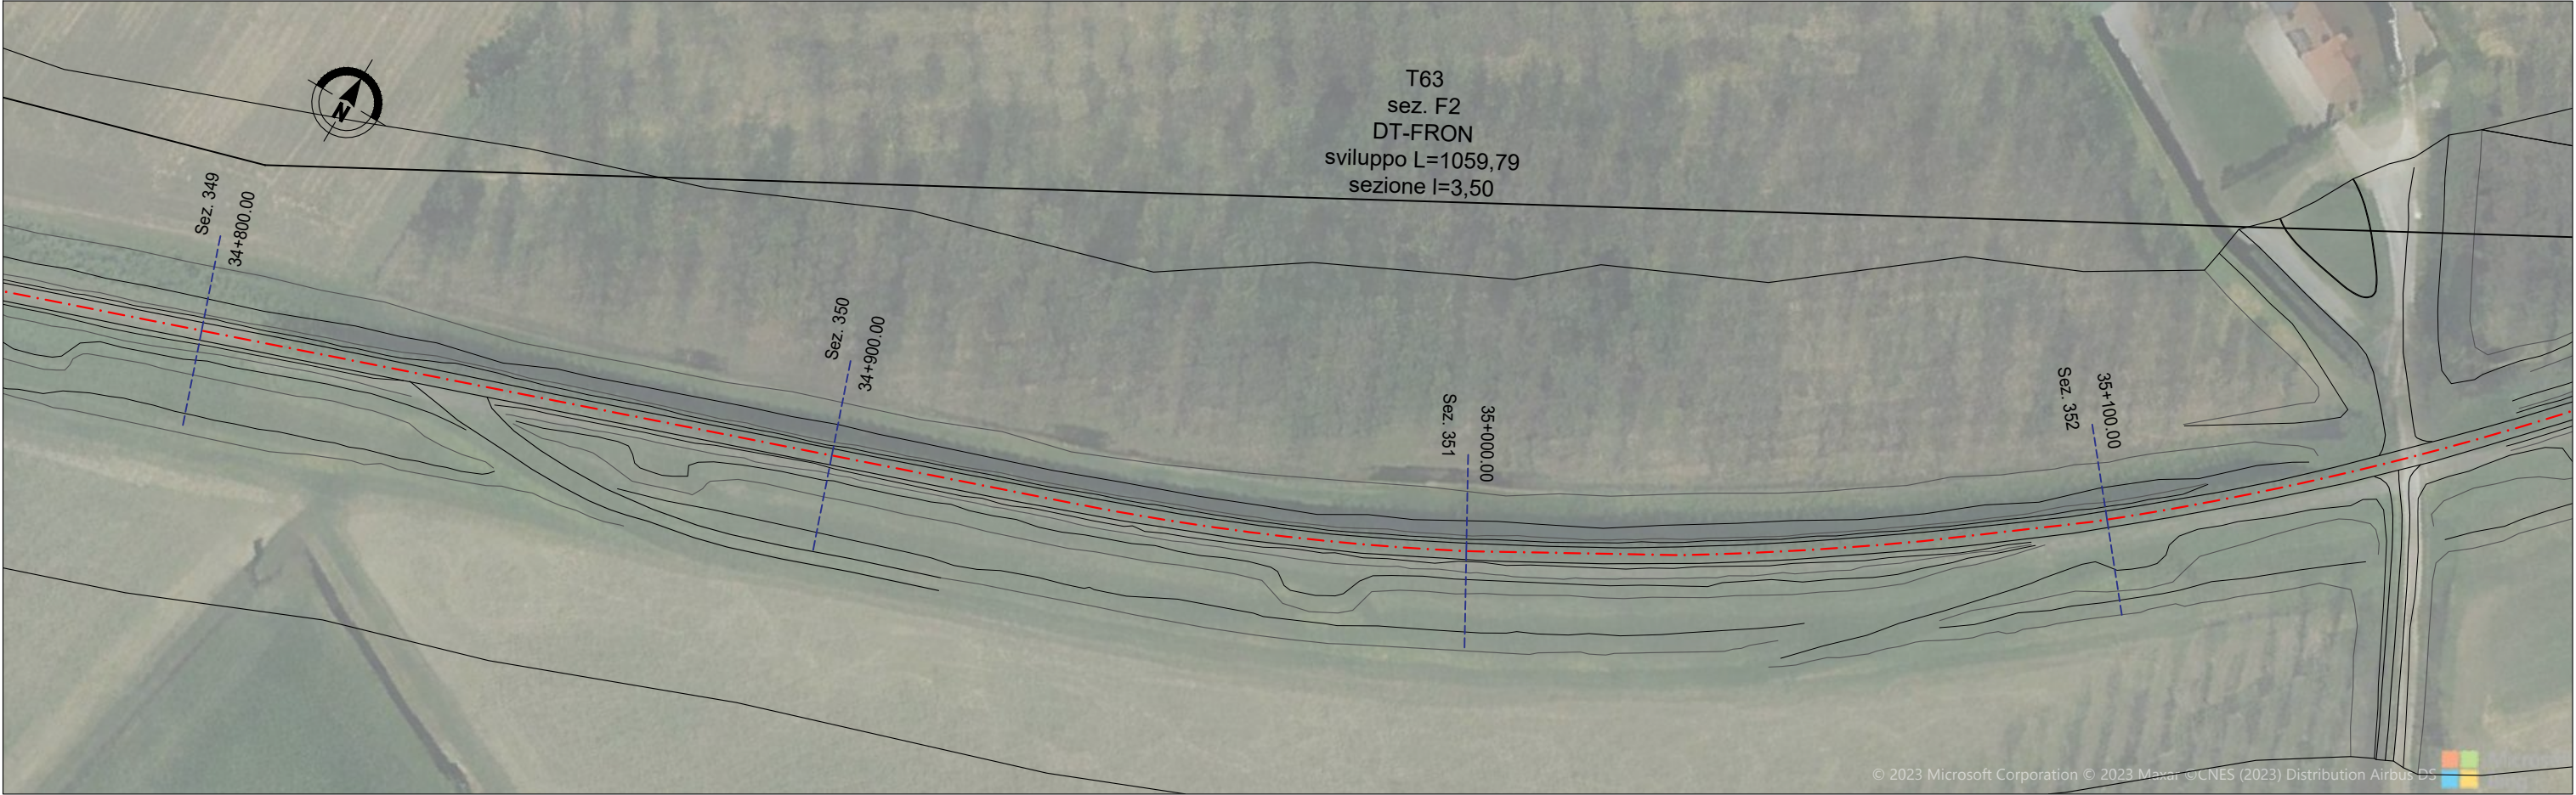 T63
sez. F2
DT-FRON
sviluppo L=1059,79
sezione l=3,50
N
Sez. 349
34+800.00
Sez. 350
34+900.00
Sez. 351
35+000.00
Sez. 352
35+100.00
© 2023 Microsoft Corporation © 2023 Maxar ©CNES (2023) Distribution Airbus DS